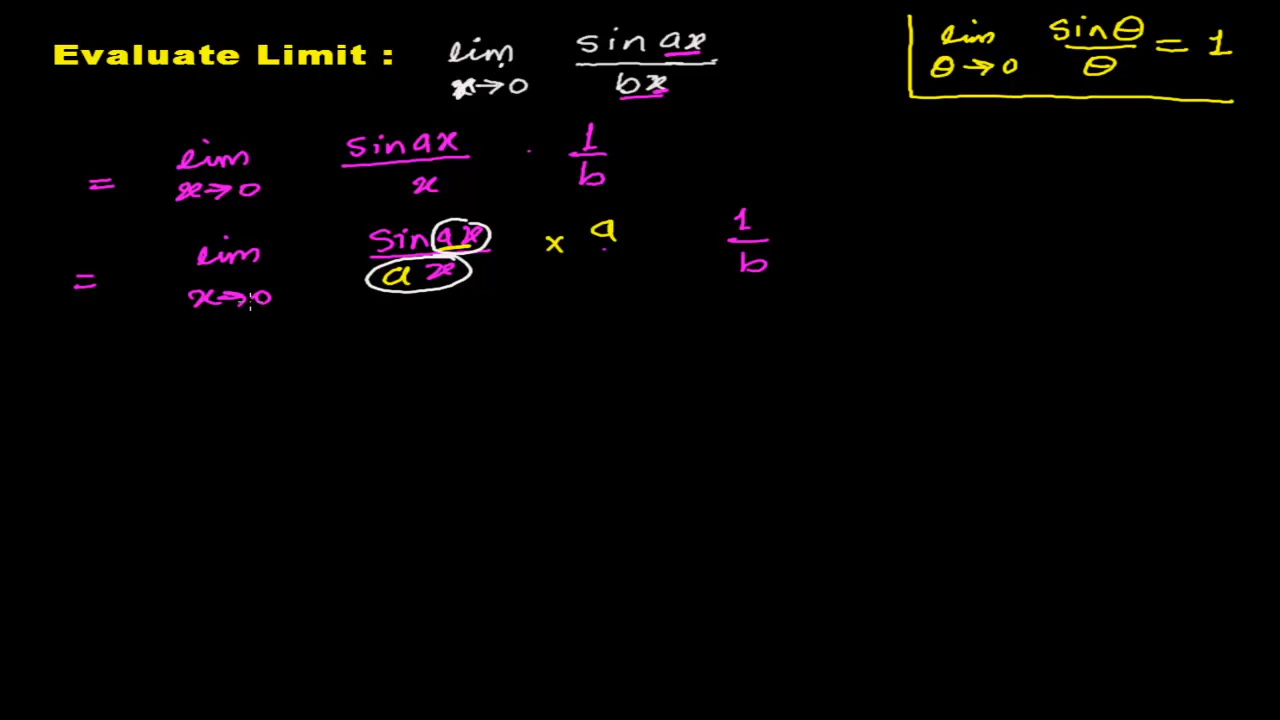 Evaluate Limit : lim x→0 sin ax / bx
lim θ→0 sinθ / θ = 1
= lim x→0 sin ax / x · 1 / b
= lim x→0 sin ax / a x × a 1 / b